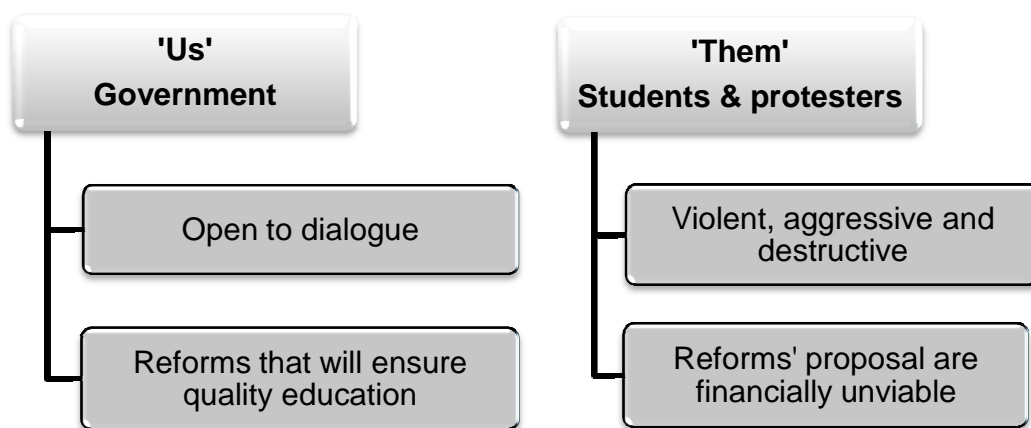 'Us'
Government
Open to dialogue
Reforms that will ensure
quality education
'Them'
Students & protesters
Violent, aggressive and
destructive
Reforms' proposal are
financially unviable